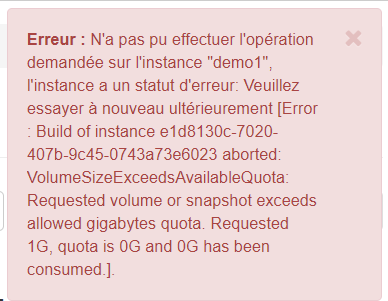 Erreur : N'a pas pu effectuer l'opération
demandée sur l'instance "demo1",
l'instance a un statut d'erreur: Veuillez
essayer à nouveau ultérieurement [Error
: Build of instance e1d8130c-7020-
407b-9c45-0743a73e6023 aborted:
VolumeSizeExceedsAvailableQuota:
Requested volume or snapshot exceeds
allowed gigabytes quota. Requested
1G, quota is 0G and 0G has been
consumed.].